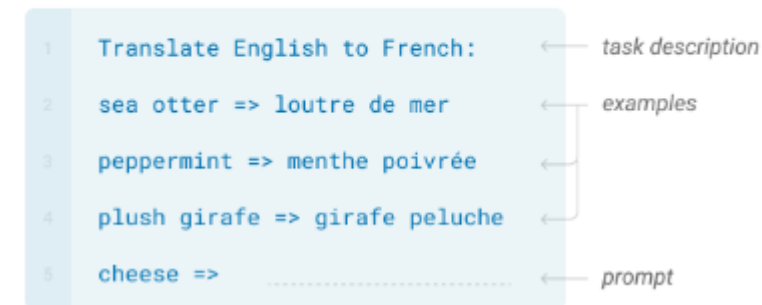 1 Translate English to French: task description
2 sea otter => loutre de mer examples
3 peppermint => menthe poivrée
4 plush girafe => girafe peluche
5 cheese => prompt